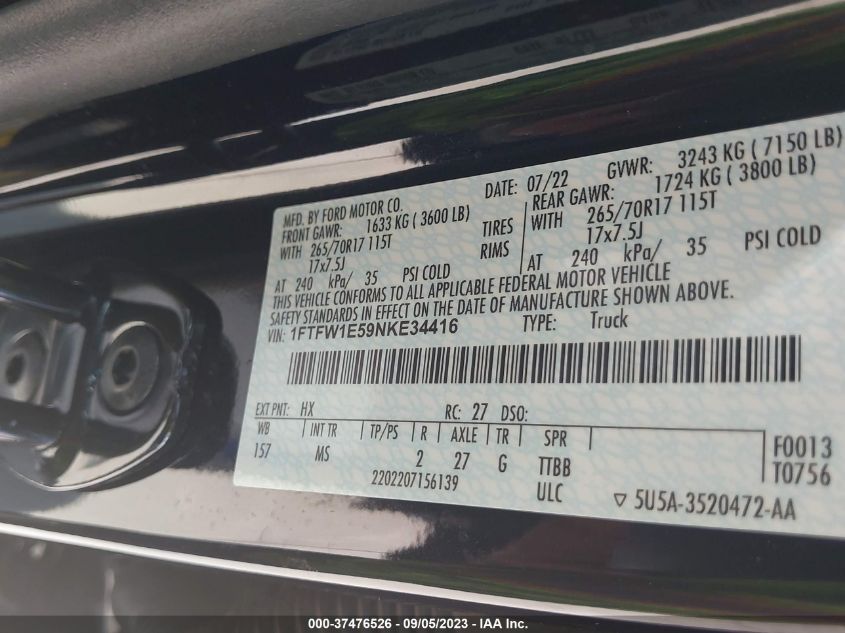 MFD. BY FORD MOTOR CO.
DATE: 07/22 GVWR: 3243 KG ( 7150 LB)
FRONT GAWR: 1633 KG ( 3600 LB)
REAR GAWR: 1724 KG ( 3800 LB)
WITH 265/70R17 115T TIRES WITH 265/70R17 115T
17x7.5J RIMS 17x7.5J
AT 240 kPa/ 35 PSI COLD AT 240 kPa/ 35 PSI COLD
THIS VEHICLE CONFORMS TO ALL APPLICABLE FEDERAL MOTOR VEHICLE
SAFETY STANDARDS IN EFFECT ON THE DATE OF MANUFACTURE SHOWN ABOVE.
VIN: 1FTFW1E59NKE34416 TYPE: Truck
EXT PNT: HX RC: 27 DSO:
WB INT TR TP/PS R AXLE TR SPR F0013
157 MS 2 27 G TTBB T0756
2202207156139 ULC ▽ 5U5A-3520472-AA
000-37476526 - 09/05/2023 - IAA Inc.